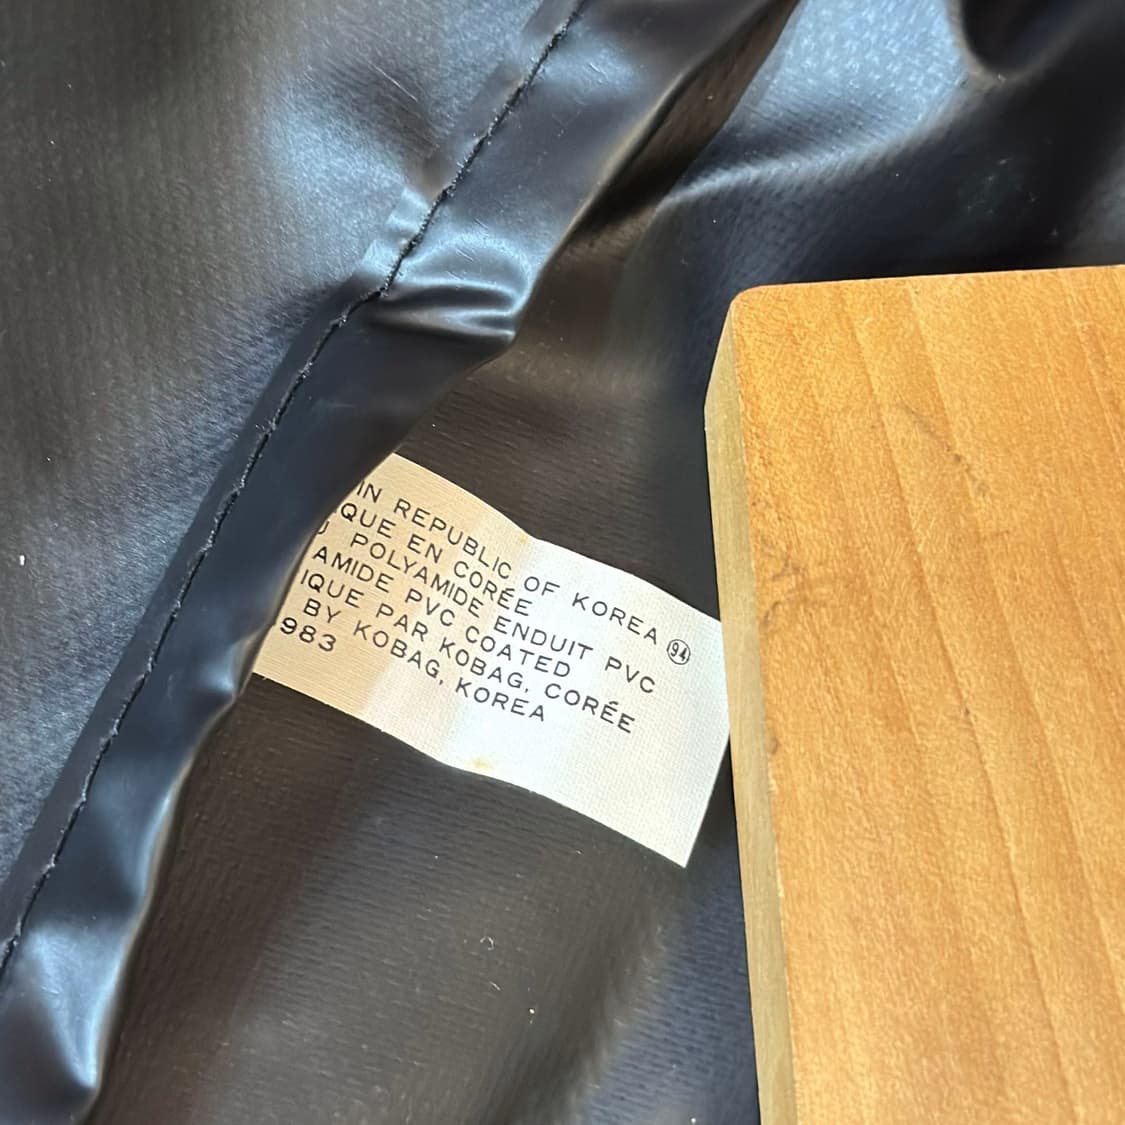 IN REPUBLIC OF KOREA 94
IQUE EN CORÉE
U POLYAMIDE ENDUIT PVC
AMIDE PVC COATED
IQUE PAR KOBAG, CORÉE
BY KOBAG, KOREA
983